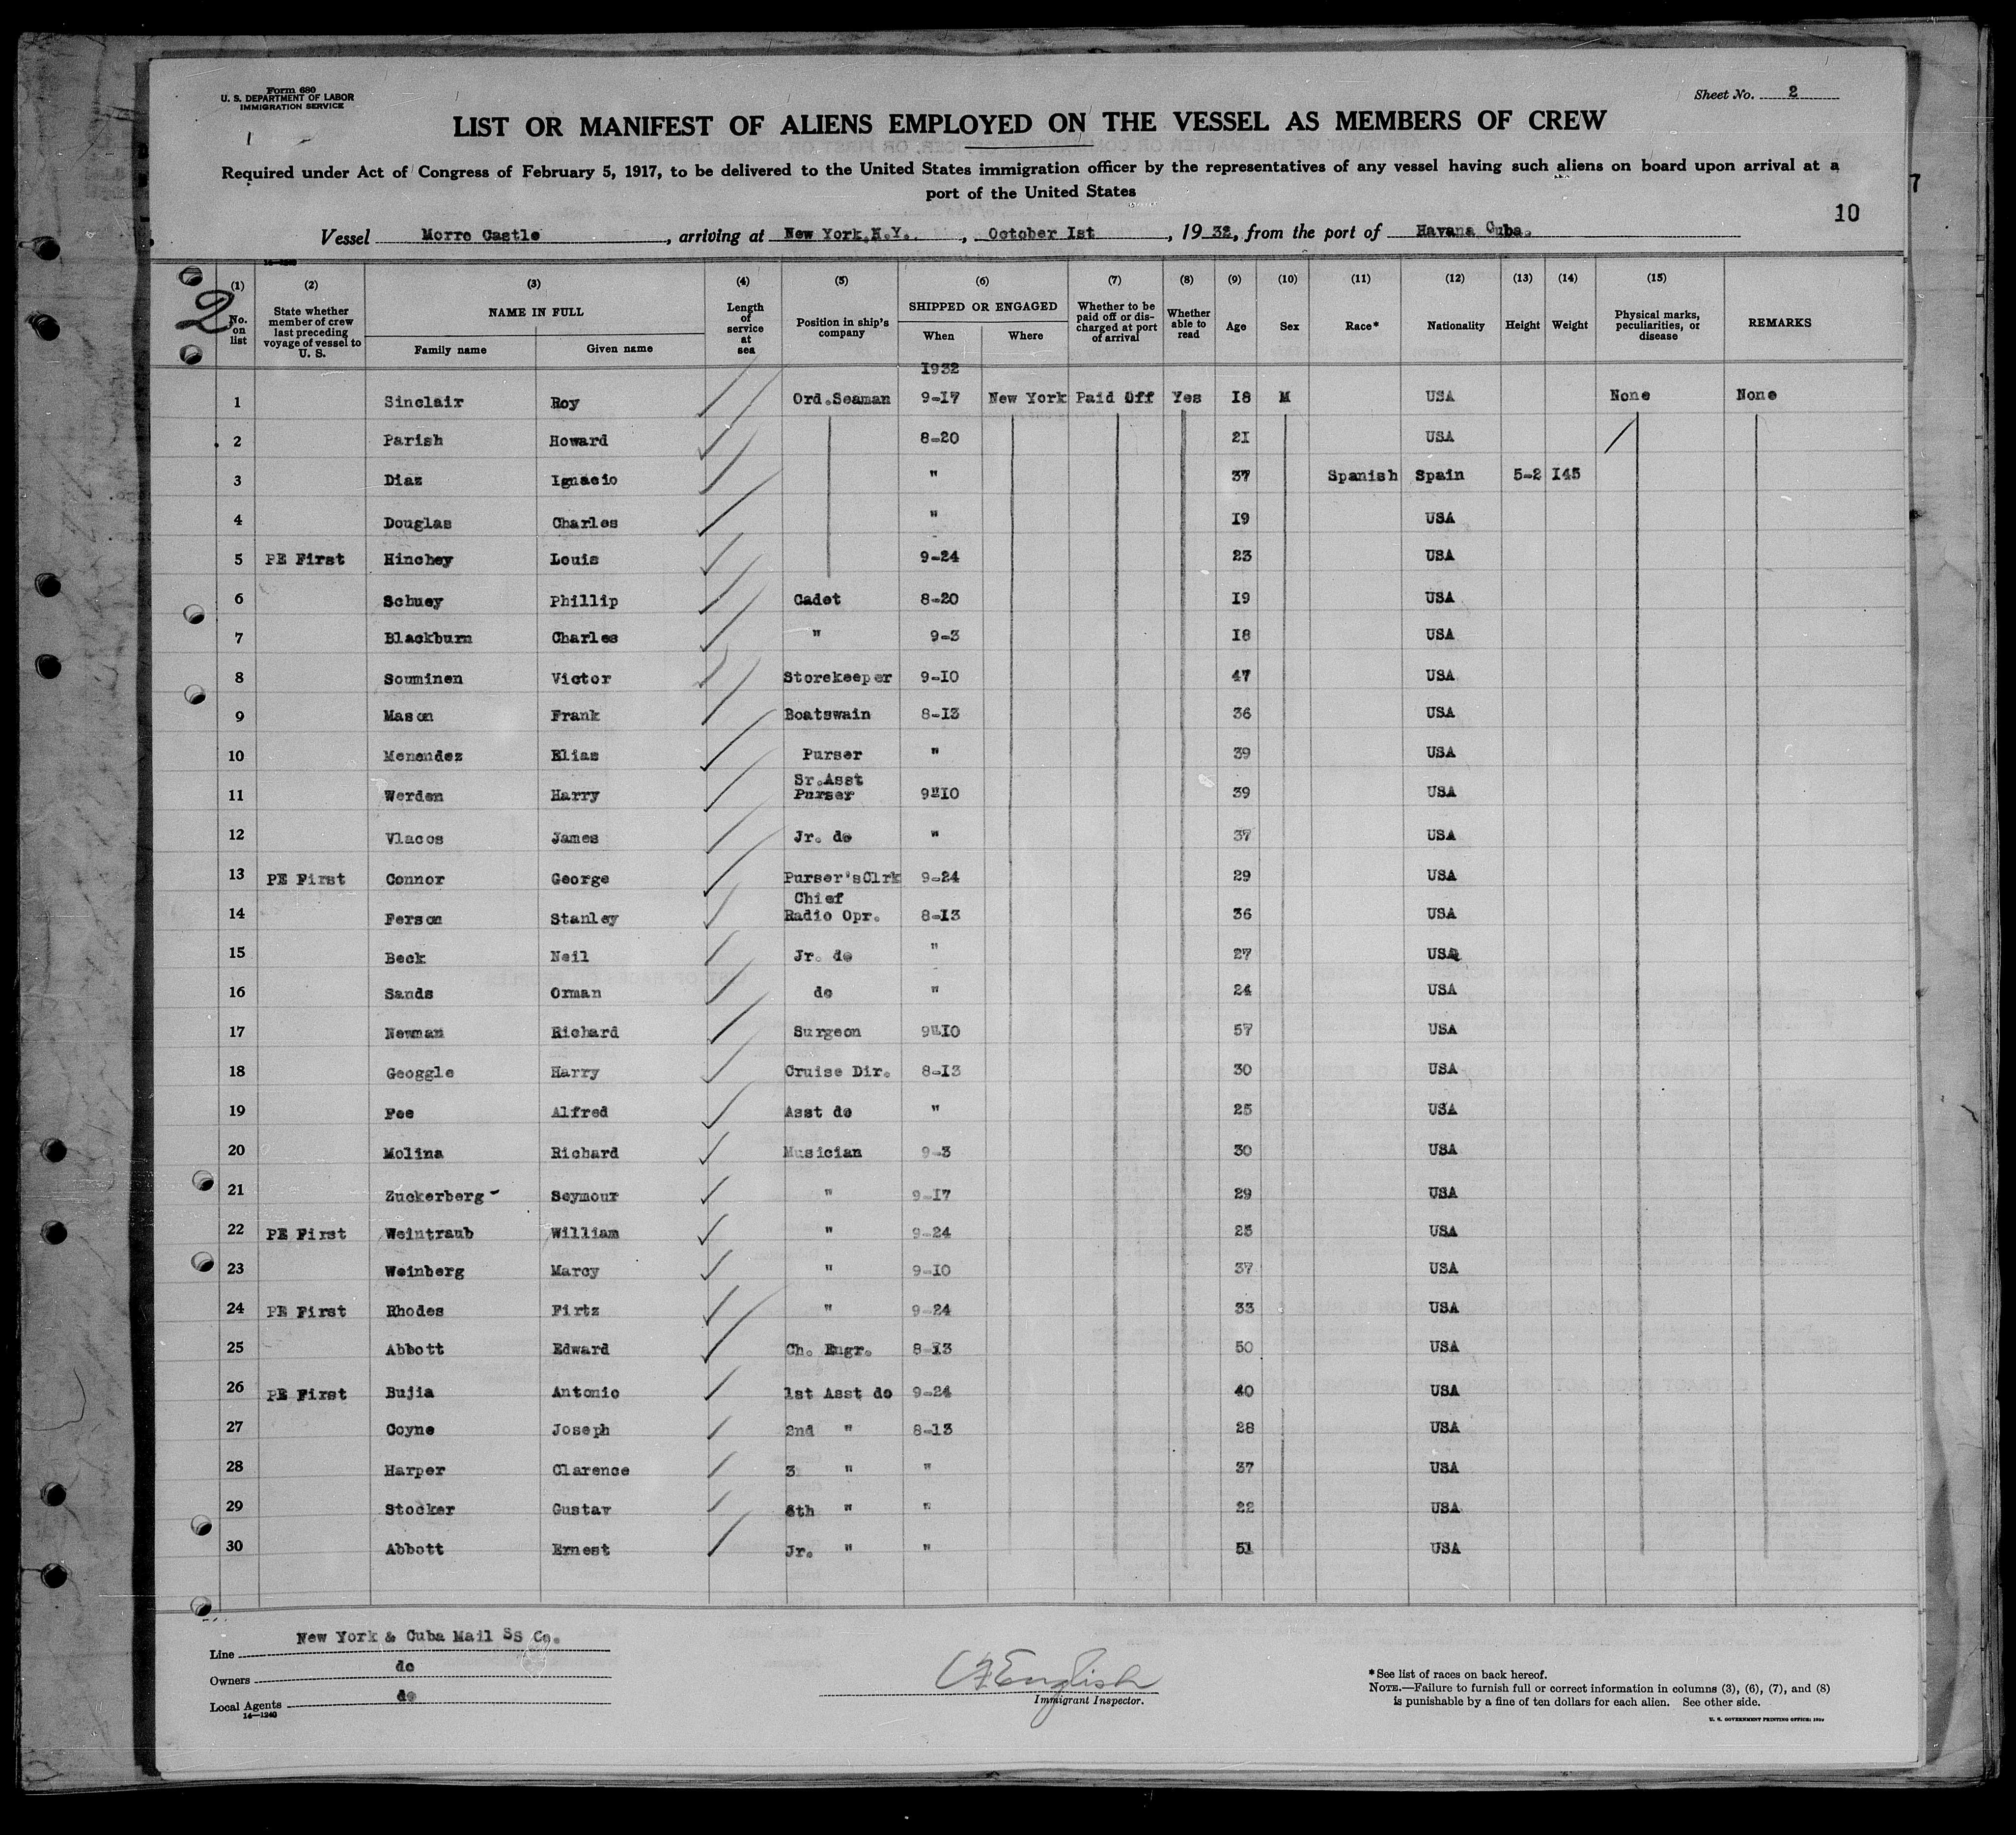 Form 680
U. S. DEPARTMENT OF LABOR
IMMIGRATION SERVICE
Sheet No. 2
LIST OR MANIFEST OF ALIENS EMPLOYED ON THE VESSEL AS MEMBERS OF CREW
Required under Act of Congress of February 5, 1917, to be delivered to the United States immigration officer by the representatives of any vessel having such aliens on board upon arrival at a
port of the United States
10
Vessel Morro Castle, arriving at New York,N.Y., October 1st, 1932, from the port of Havana Cuba.
2
(1) (2) (3) (4) (5) (6) (7) (8) (9) (10) (11) (12) (13) (14) (15)
No. on list State whether member of crew last preceding voyage of vessel to U. S. NAME IN FULL Family name Given name Length of service at sea Position in ship's company SHIPPED OR ENGAGED When Where Whether to be paid off or discharged at port of arrival Whether able to read Age Sex Race* Nationality Height Weight Physical marks, peculiarities, or disease REMARKS
1932
1 Sinclair Roy Ord.Seaman 9-17 New York Paid Off Yes 18 M USA None None
2 Parish Howard 8-20 21 USA
3 Diaz Ignacio " 37 Spanish Spain 5-2 145
4 Douglas Charles " 19 USA
5 PE First Hinchey Louis 9-24 23 USA
6 Schuey Phillip Cadet 8-20 19 USA
7 Blackburn Charles " 9-3 18 USA
8 Souminen Victor Storekeeper 9-10 47 USA
9 Mason Frank Boatswain 8-13 36 USA
10 Menendez Elias Purser " 39 USA
11 Werden Harry Sr.Asst Purser 9-10 39 USA
12 Vlacos James Jr. do " 37 USA
13 PE First Connor George Purser'sClrk 9-24 29 USA
14 Ferson Stanley Chief Radio Opr. 8-13 36 USA
15 Beck Neil Jr. do " 27 USA
16 Sands Orman do " 24 USA
17 Newman Richard Surgeon 9-10 57 USA
18 Geoggle Harry Cruise Dir. 8-13 30 USA
19 Fee Alfred Asst do " 25 USA
20 Molina Richard Musician 9-3 30 USA
21 Zuckerberg Seymour " 9-17 29 USA
22 PE First Weintraub William " 9-24 25 USA
23 Weinberg Marcy " 9-10 37 USA
24 PE First Rhodes Firtz " 9-24 33 USA
25 Abbott Edward Ch. Engr. 8-13 50 USA
26 PE First Bujia Antonio 1st Asst do 9-24 40 USA
27 Coyne Joseph 2nd " 8-13 28 USA
28 Harper Clarence 3 " " 37 USA
29 Stocker Gustav " " 22 USA
30 Abbott Ernest Jr. " " 51 USA
Line New York & Cuba Mail SS Co.
Owners do
Local Agents do
14—1240
English
Immigrant Inspector.
*See list of races on back hereof.
NOTE.—Failure to furnish full or correct information in columns (3), (6), (7), and (8)
is punishable by a fine of ten dollars for each alien. See other side.